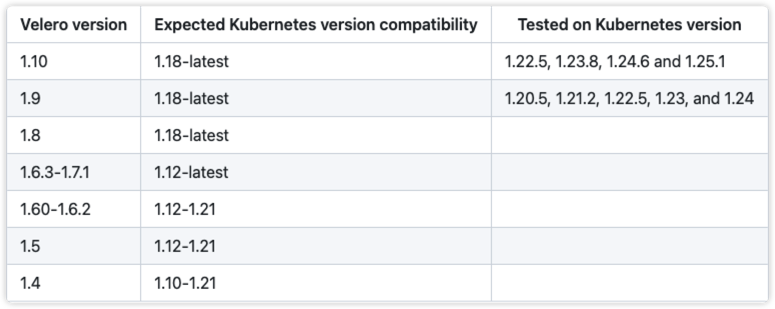 Velero version Expected Kubernetes version compatibility Tested on Kubernetes version
1.10 1.18-latest 1.22.5, 1.23.8, 1.24.6 and 1.25.1
1.9 1.18-latest 1.20.5, 1.21.2, 1.22.5, 1.23, and 1.24
1.8 1.18-latest
1.6.3-1.7.1 1.12-latest
1.60-1.6.2 1.12-1.21
1.5 1.12-1.21
1.4 1.10-1.21